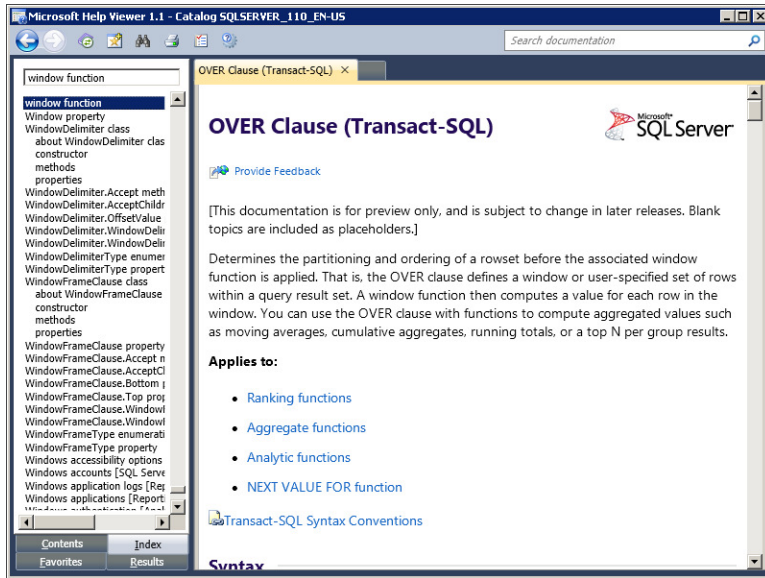 Microsoft Help Viewer 1.1 - Catalog SQLSERVER_110_EN-US
Search documentation
window function
window function
Window property
WindowDelimiter class
about WindowDelimiter clas
constructor
methods
properties
WindowDelimiter.Accept meth
WindowDelimiter.AcceptChildr
WindowDelimiter.OffsetValue
WindowDelimiter.WindowDelin
WindowDelimiter.WindowDelin
WindowDelimiterType enumer
WindowDelimiterType propert
WindowFrameClause class
about WindowFrameClause
constructor
methods
properties
WindowFrameClause property
WindowFrameClause.Accept m
WindowFrameClause.AcceptCl
WindowFrameClause.Bottom p
WindowFrameClause.Top prop
WindowFrameClause.WindowF
WindowFrameClause.WindowF
WindowFrameType enumerati
WindowFrameType property
Windows accessibility options
Windows accounts [SQL Serve
Windows application logs [Rep
Windows applications [Reporti
Windows authentication [Anal
Contents
Index
Favorites
Results
OVER Clause (Transact-SQL)
OVER Clause (Transact-SQL)
Microsoft
SQL Server
Provide Feedback
[This documentation is for preview only, and is subject to change in later releases. Blank
topics are included as placeholders.]
Determines the partitioning and ordering of a rowset before the associated window
function is applied. That is, the OVER clause defines a window or user-specified set of rows
within a query result set. A window function then computes a value for each row in the
window. You can use the OVER clause with functions to compute aggregated values such
as moving averages, cumulative aggregates, running totals, or a top N per group results.
Applies to:
Ranking functions
Aggregate functions
Analytic functions
NEXT VALUE FOR function
Transact-SQL Syntax Conventions
Syntax